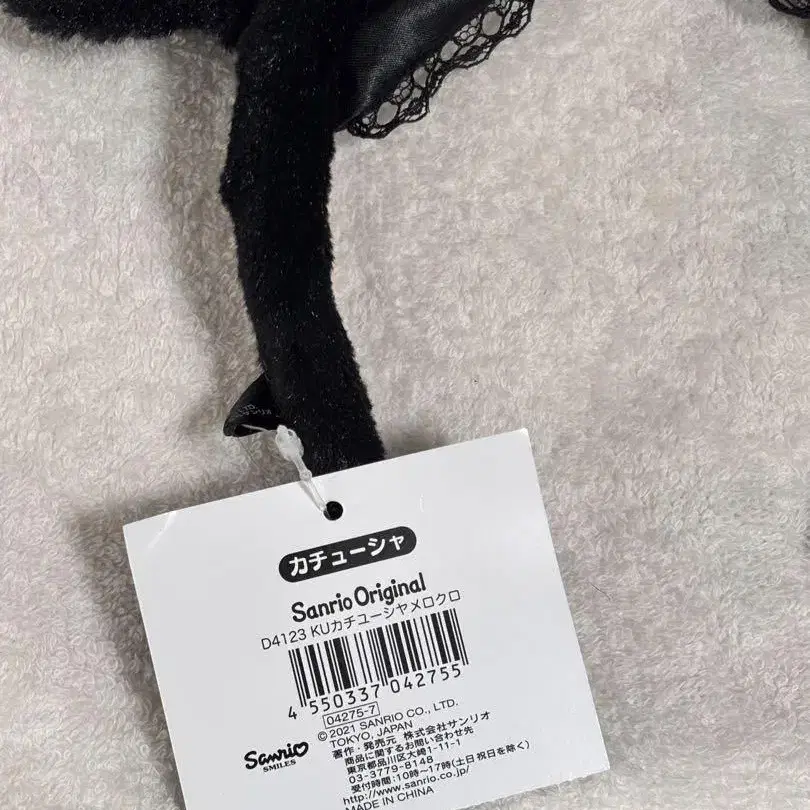 カチューシャ
Sanrio Original
D4123 KUカチューシャメロクロ
4 550337 042755
04275-7
© 2021 SANRIO CO., LTD.
TOKYO, JAPAN
著作・発売元 株式会社サンリオ
商品に関するお問い合わせ先
東京都品川区大崎1-11-1
03-3779-8148
受付時間:10時~17時(土日祝日を除く)
www.sanrio.co.jp/
MADE IN CHINA
Sanrio
SMILES